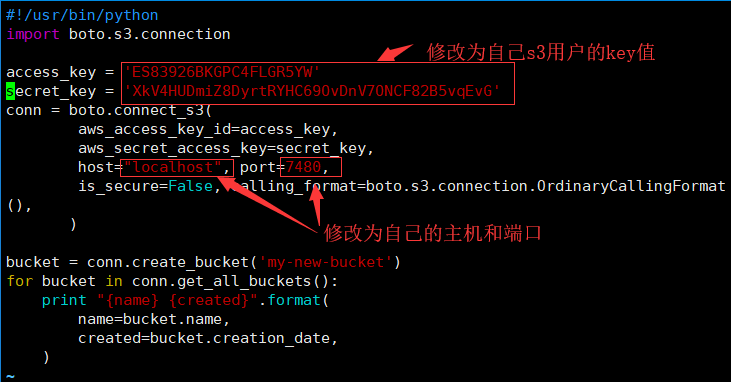 #!/usr/bin/python
import boto.s3.connection
修改为自己s3用户的key值
access_key = 'ES83926BKGPC4FLGR5YW'
secret_key = 'XkV4HUDmiZ8DyrtRYHC69OvDnV7ONCF82B5vqEvG'
conn = boto.connect_s3(
        aws_access_key_id=access_key,
        aws_secret_access_key=secret_key,
        host="localhost", port=7480,
        is_secure=False, calling_format=boto.s3.connection.OrdinaryCallingFormat
(),
        )
修改为自己的主机和端口
bucket = conn.create_bucket('my-new-bucket')
for bucket in conn.get_all_buckets():
    print "{name} {created}".format(
        name=bucket.name,
        created=bucket.creation_date,
    )
~